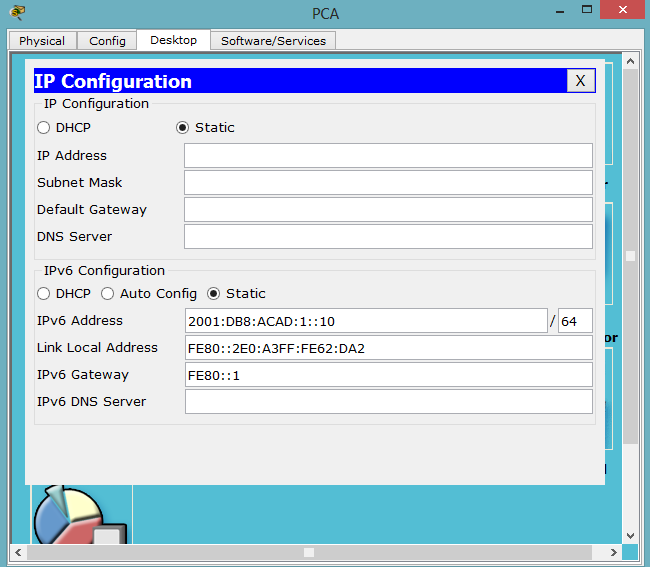 PCA
Physical Config Desktop Software/Services
IP Configuration X
IP Configuration
DHCP Static
IP Address
Subnet Mask
Default Gateway
DNS Server
IPv6 Configuration
DHCP Auto Config Static
IPv6 Address 2001:DB8:ACAD:1::10 / 64
Link Local Address FE80::2E0:A3FF:FE62:DA2
IPv6 Gateway FE80::1
IPv6 DNS Server
or